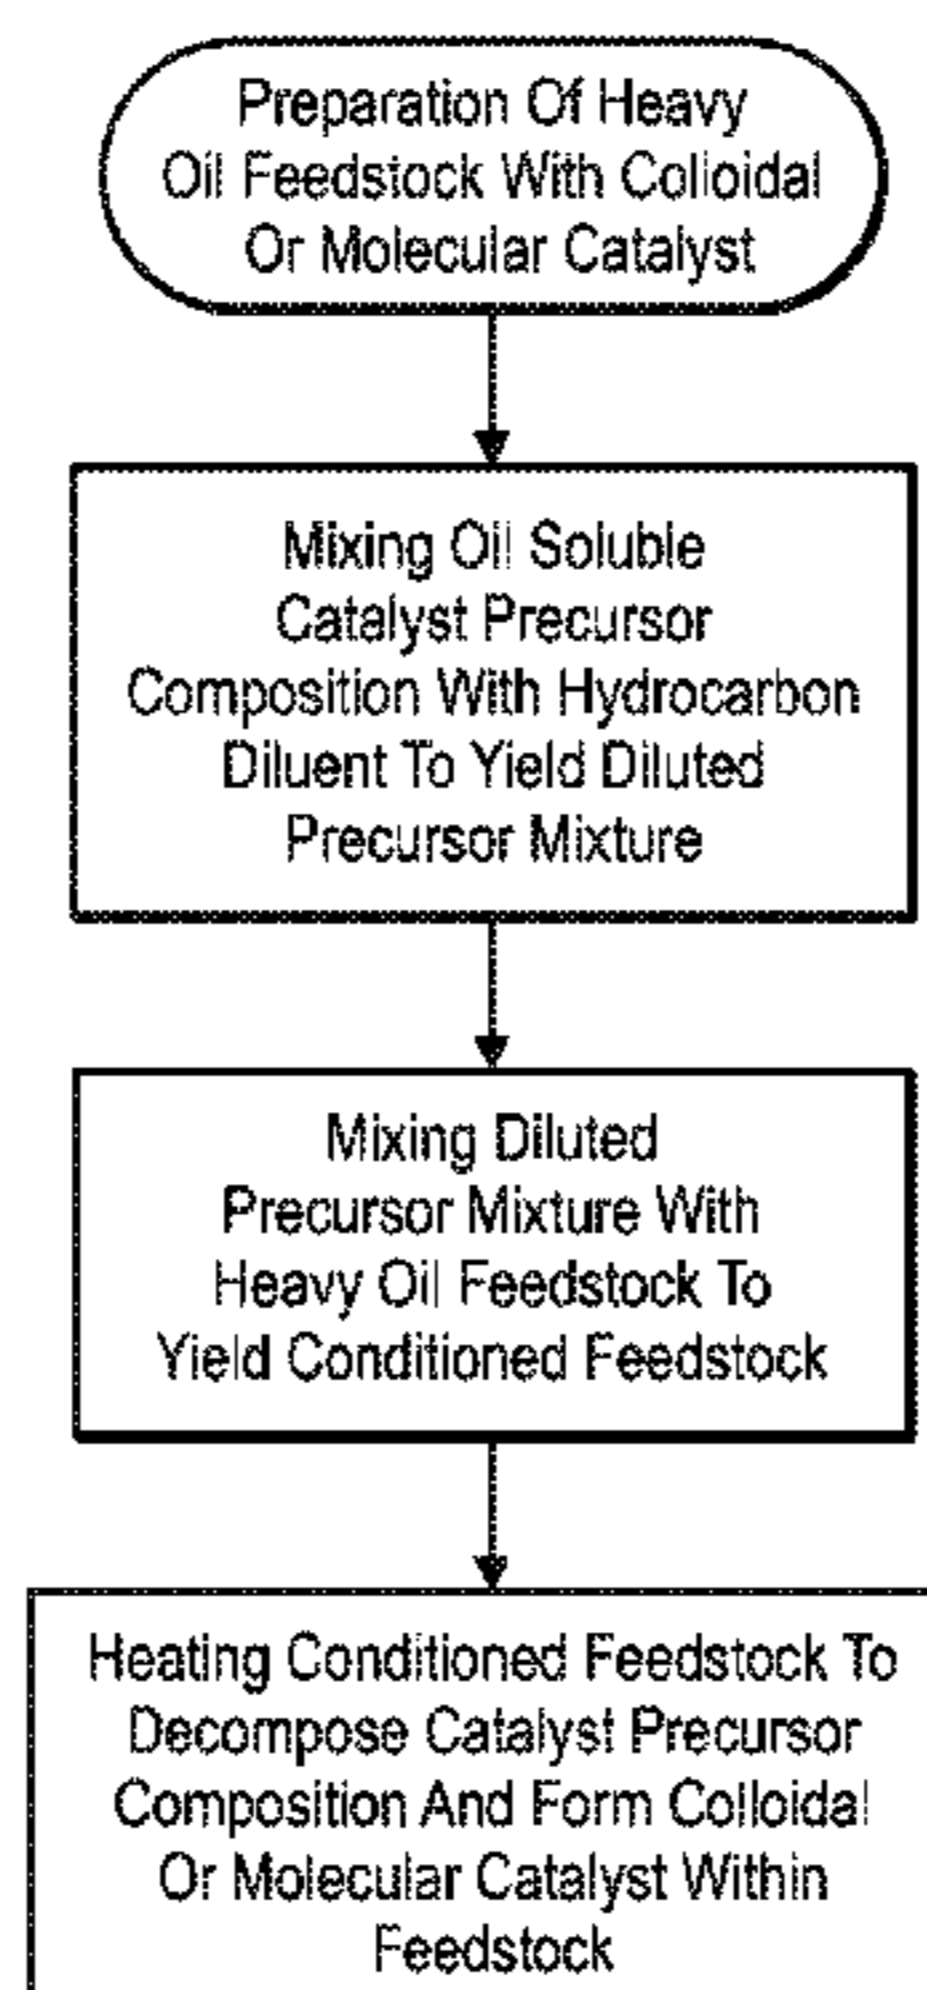 Preparation Of Heavy
Oil Feedstock With Colloidal
Or Molecular Catalyst
Mixing Oil Soluble
Catalyst Precursor
Composition With Hydrocarbon
Diluent To Yield Diluted
Precursor Mixture
Mixing Diluted
Precursor Mixture With
Heavy Oil Feedstock To
Yield Conditioned Feedstock
Heating Conditioned Feedstock To
Decompose Catalyst Precursor
Composition And Form Colloidal
Or Molecular Catalyst Within
Feedstock